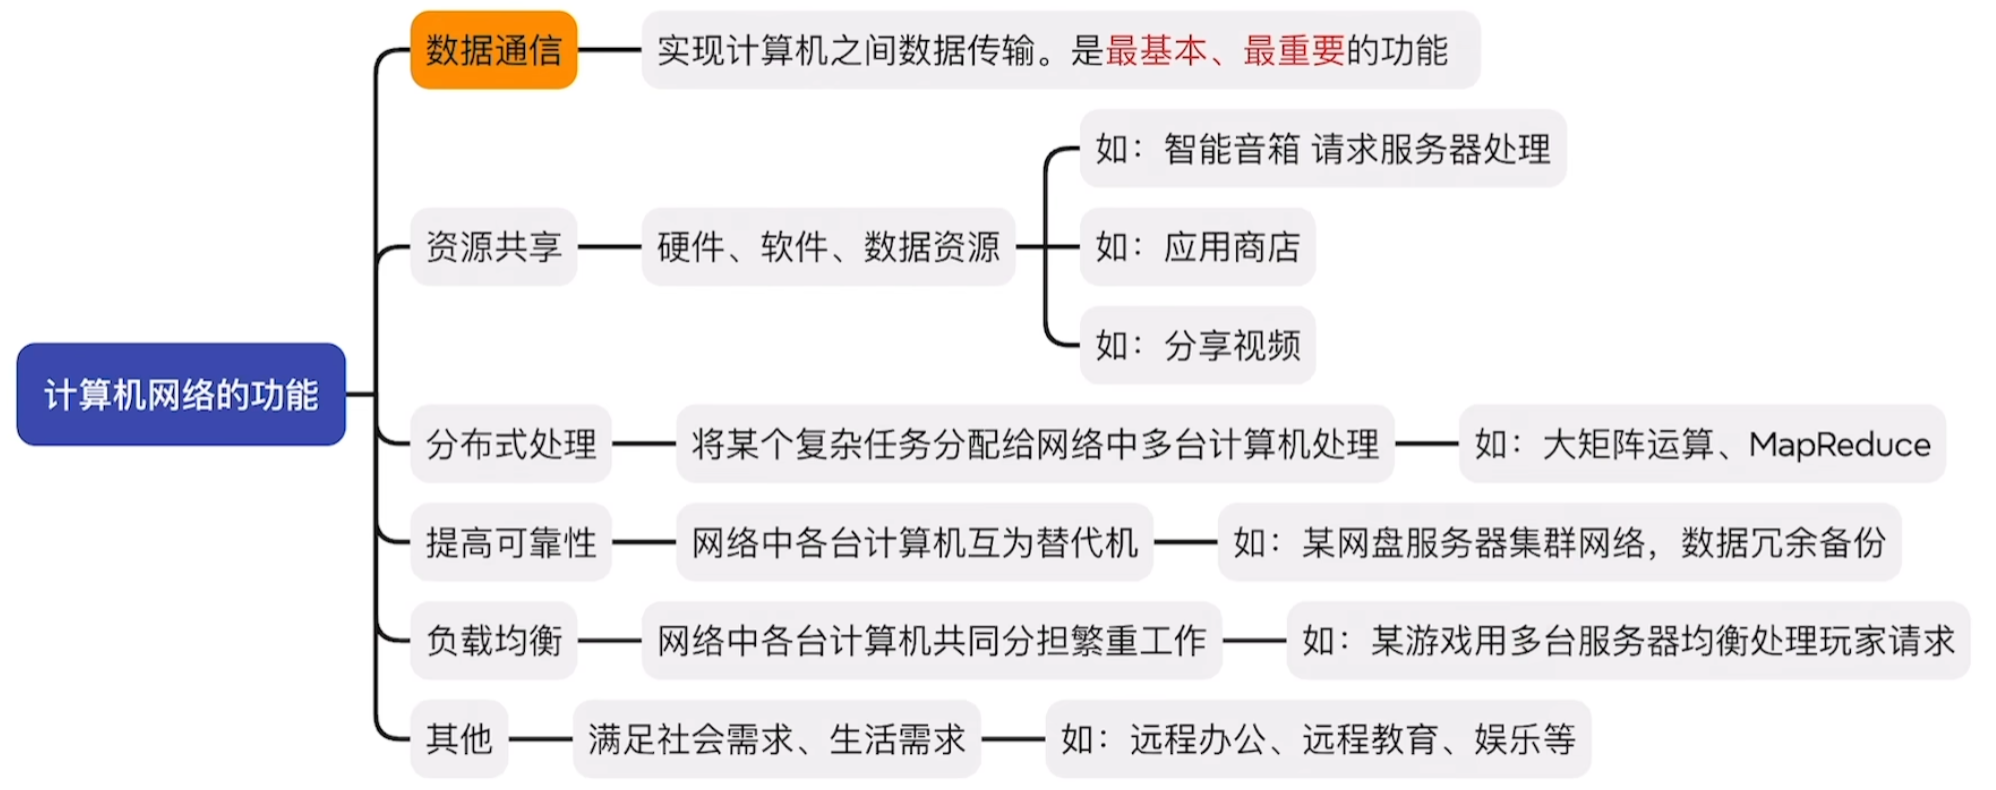 数据通信
实现计算机之间数据传输。是最基本、最重要的功能
如：智能音箱 请求服务器处理
资源共享
硬件、软件、数据资源
如：应用商店
如：分享视频
计算机网络的功能
分布式处理
将某个复杂任务分配给网络中多台计算机处理
如：大矩阵运算、MapReduce
提高可靠性
网络中各台计算机互为替代机
如：某网盘服务器集群网络，数据冗余备份
负载均衡
网络中各台计算机共同分担繁重工作
如：某游戏用多台服务器均衡处理玩家请求
其他
满足社会需求、生活需求
如：远程办公、远程教育、娱乐等